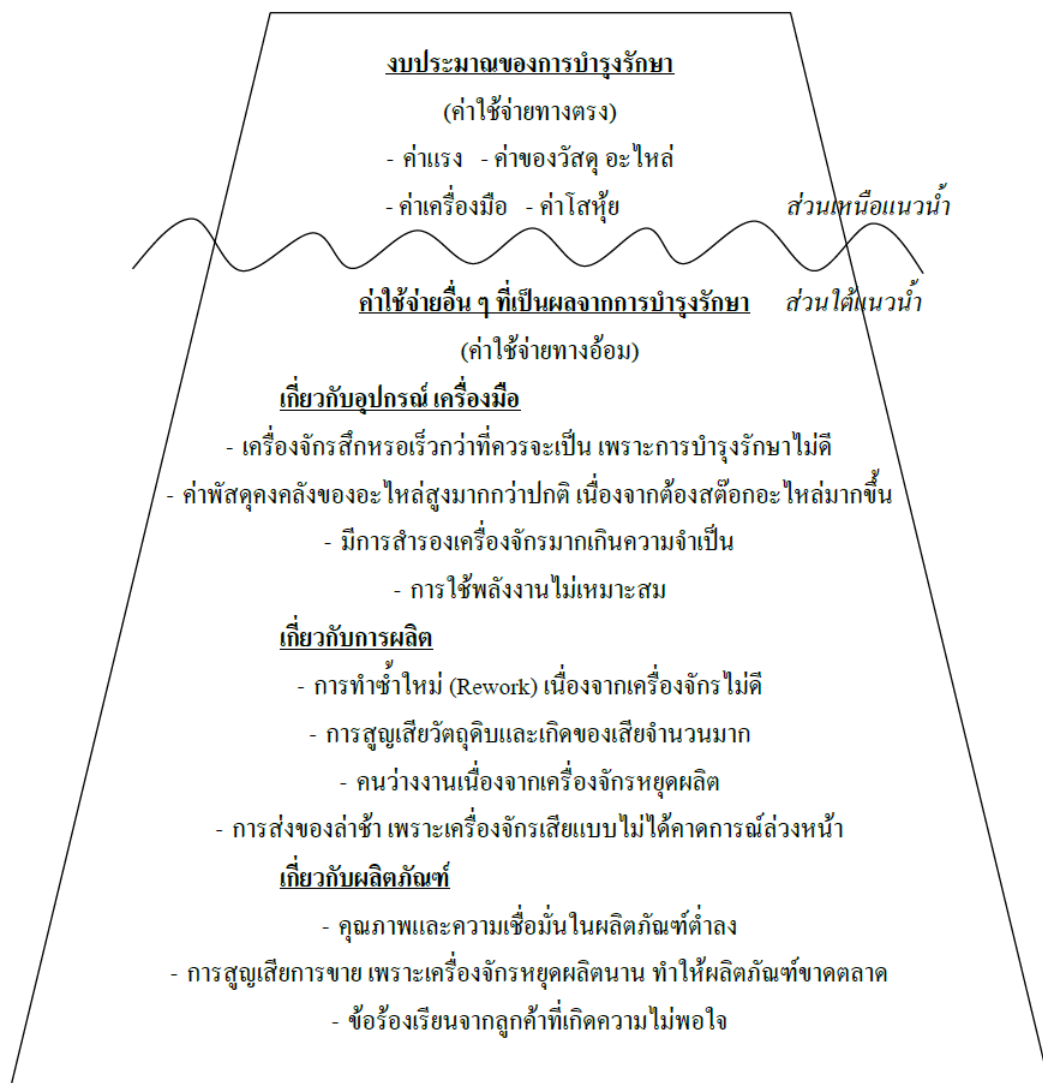 งบประมาณของการบำรุงรักษา
(ค่าใช้จ่ายทางตรง)
- ค่าแรง - ค่าของวัสดุ อะไหล่
- ค่าเครื่องมือ - ค่าโสหุ้ย ส่วนเหนือแนวน้ำ
ค่าใช้จ่ายอื่น ๆ ที่เป็นผลจากการบำรุงรักษา ส่วนใต้แนวน้ำ
(ค่าใช้จ่ายทางอ้อม)
เกี่ยวกับอุปกรณ์ เครื่องมือ
- เครื่องจักรสึกหรอเร็วกว่าที่ควรจะเป็น เพราะการบำรุงรักษาไม่ดี
- ค่าพัสดุคงคลังของอะไหล่สูงมากกว่าปกติ เนื่องจากต้องสต๊อกอะไหล่มากขึ้น
- มีการสำรองเครื่องจักรมากเกินความจำเป็น
- การใช้พลังงานไม่เหมาะสม
เกี่ยวกับการผลิต
- การทำซ้ำใหม่ (Rework) เนื่องจากเครื่องจักรไม่ดี
- การสูญเสียวัตถุดิบและเกิดของเสียจำนวนมาก
- คนว่างงานเนื่องจากเครื่องจักรหยุดผลิต
- การส่งของล่าช้า เพราะเครื่องจักรเสียแบบไม่ได้คาดการณ์ล่วงหน้า
เกี่ยวกับผลิตภัณฑ์
- คุณภาพและความเชื่อมั่นในผลิตภัณฑ์ต่ำลง
- การสูญเสียการขาย เพราะเครื่องจักรหยุดผลิตนาน ทำให้ผลิตภัณฑ์ขาดตลาด
- ข้อร้องเรียนจากลูกค้าที่เกิดความไม่พอใจ